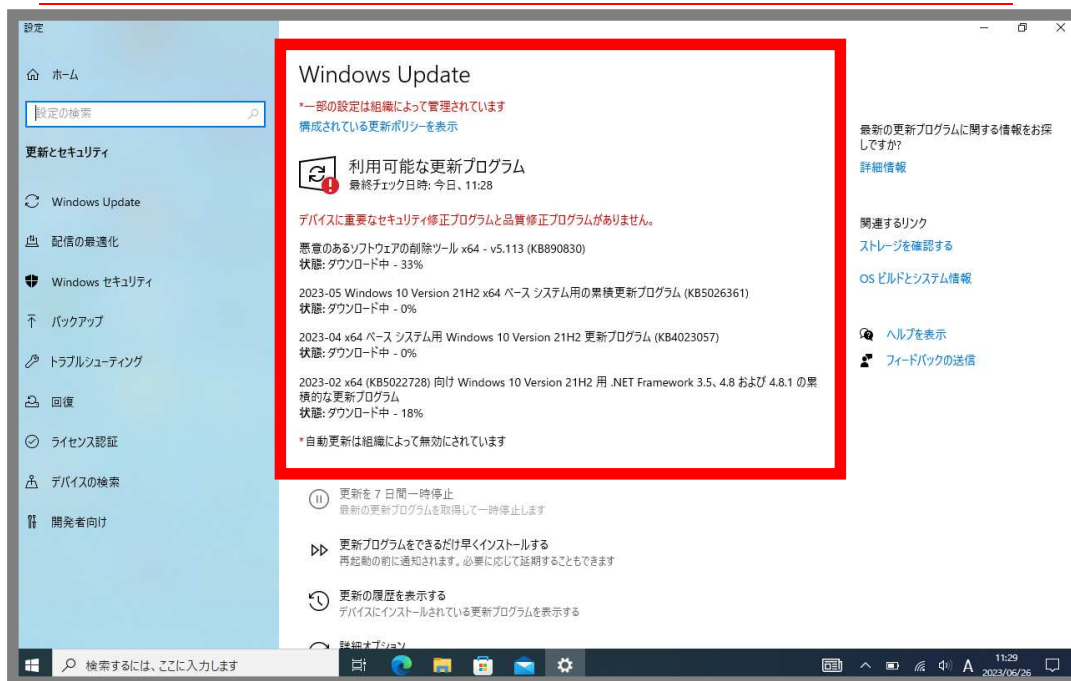 設定
ホーム
設定の検索
更新とセキュリティ
Windows Update
配信の最適化
Windows セキュリティ
バックアップ
トラブルシューティング
回復
ライセンス認証
デバイスの検索
開発者向け
Windows Update
*一部の設定は組織によって管理されています
構成されている更新ポリシーを表示
利用可能な更新プログラム
最終チェック日時: 今日、11:28
デバイスに重要なセキュリティ修正プログラムと品質修正プログラムがありません。
悪意のあるソフトウェアの削除ツール x64 - v5.113 (KB890830)
状態: ダウンロード中 - 33%
2023-05 Windows 10 Version 21H2 x64 ベース システム用の累積更新プログラム (KB5026361)
状態: ダウンロード中 - 0%
2023-04 x64 ベース システム用 Windows 10 Version 21H2 更新プログラム (KB4023057)
状態: ダウンロード中 - 0%
2023-02 x64 (KB5022728) 向け Windows 10 Version 21H2 用 .NET Framework 3.5、4.8 および 4.8.1 の累
積的な更新プログラム
状態: ダウンロード中 - 18%
*自動更新は組織によって無効にされています
更新を 7 日間一時停止
最新の更新プログラムを取得して一時停止します
更新プログラムをできるだけ早くインストールする
再起動の前に通知されます。必要に応じて延期することもできます
更新の履歴を表示する
デバイスにインストールされている更新プログラムを表示する
詳細オプション
最新の更新プログラムに関する情報をお探
しですか?
詳細情報
関連するリンク
ストレージを確認する
OS ビルドとシステム情報
ヘルプを表示
フィードバックの送信
検索するには、ここに入力します
A
11:29
2023/06/26